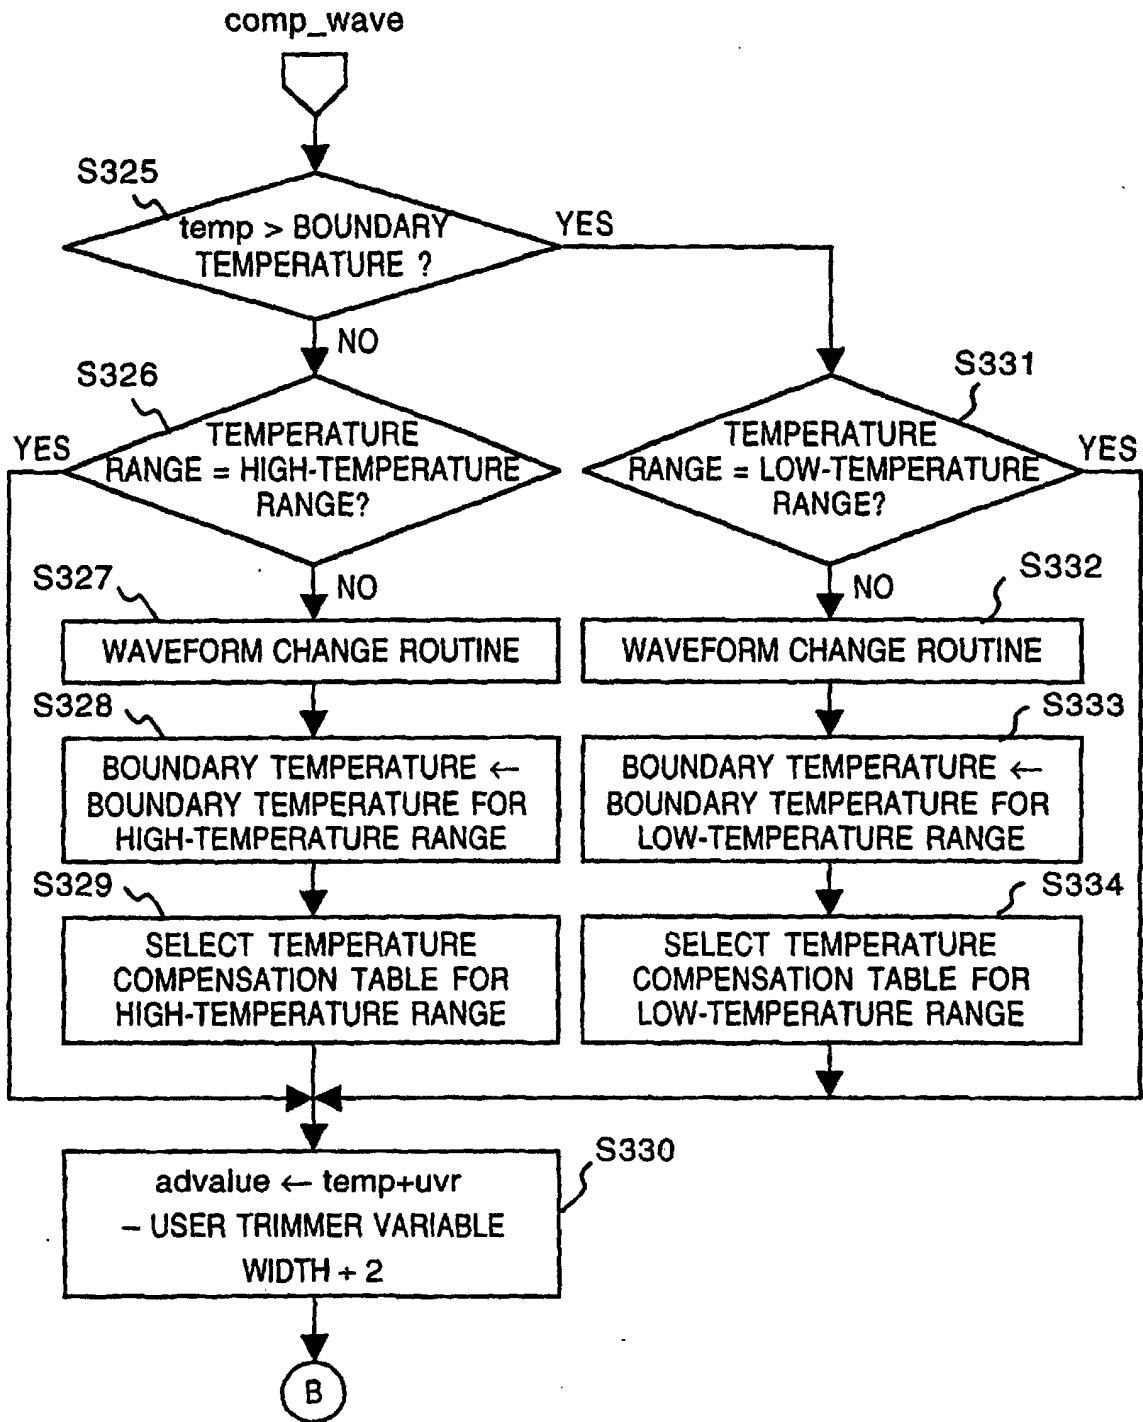 comp_wave
S325
temp > BOUNDARY
TEMPERATURE ?
YES
NO
S326
YES
TEMPERATURE
RANGE = HIGH-TEMPERATURE
RANGE?
NO
S331
TEMPERATURE
RANGE = LOW-TEMPERATURE
RANGE?
YES
NO
S327
WAVEFORM CHANGE ROUTINE
S332
WAVEFORM CHANGE ROUTINE
S328
BOUNDARY TEMPERATURE ←
BOUNDARY TEMPERATURE FOR
HIGH-TEMPERATURE RANGE
S333
BOUNDARY TEMPERATURE ←
BOUNDARY TEMPERATURE FOR
LOW-TEMPERATURE RANGE
S329
SELECT TEMPERATURE
COMPENSATION TABLE FOR
HIGH-TEMPERATURE RANGE
S334
SELECT TEMPERATURE
COMPENSATION TABLE FOR
LOW-TEMPERATURE RANGE
S330
advalue ← temp+uvr
– USER TRIMMER VARIABLE
WIDTH ÷ 2
B